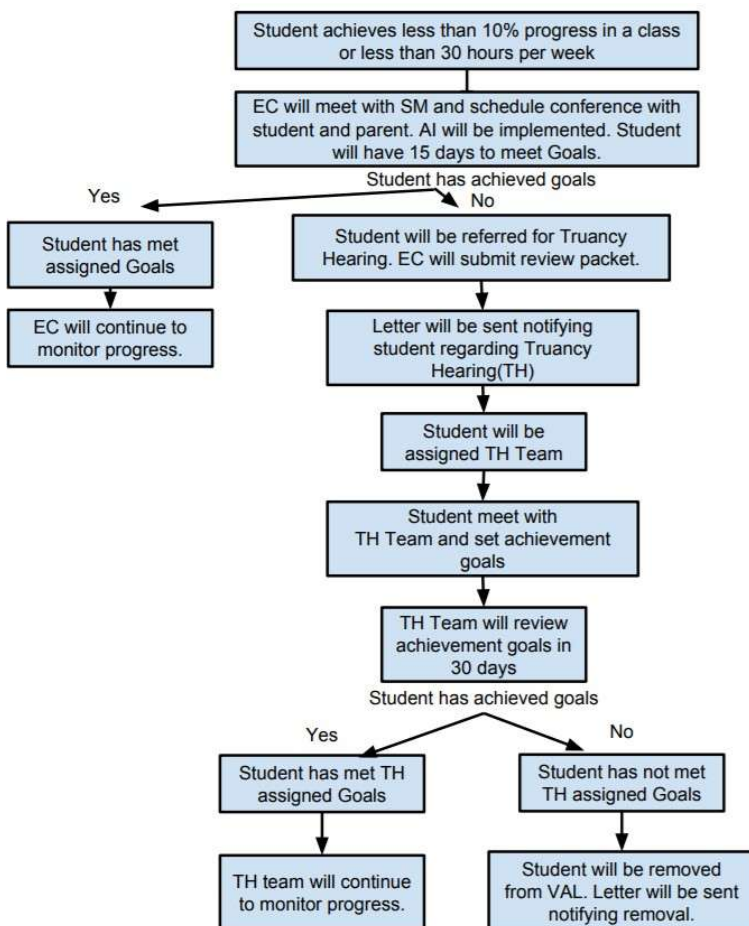 Student achieves less than 10% progress in a class
or less than 30 hours per week
EC will meet with SM and schedule conference with
student and parent. AI will be implemented. Student
will have 15 days to meet Goals.
Student has achieved goals
Yes
No
Student has met
assigned Goals
EC will continue to
monitor progress.
Student will be referred for Truancy
Hearing. EC will submit review packet.
Letter will be sent notifying
student regarding Truancy
Hearing(TH)
Student will be
assigned TH Team
Student meet with
TH Team and set achievement
goals
TH Team will review
achievement goals in
30 days
Student has achieved goals
Yes
No
Student has met TH
assigned Goals
TH team will continue
to monitor progress.
Student has not met
TH assigned Goals
Student will be removed
from VAL. Letter will be sent
notifying removal.